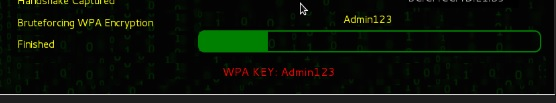 Handshake Captured
Bruteforcing WPA Encryption
Admin123
Finished
WPA KEY: Admin123